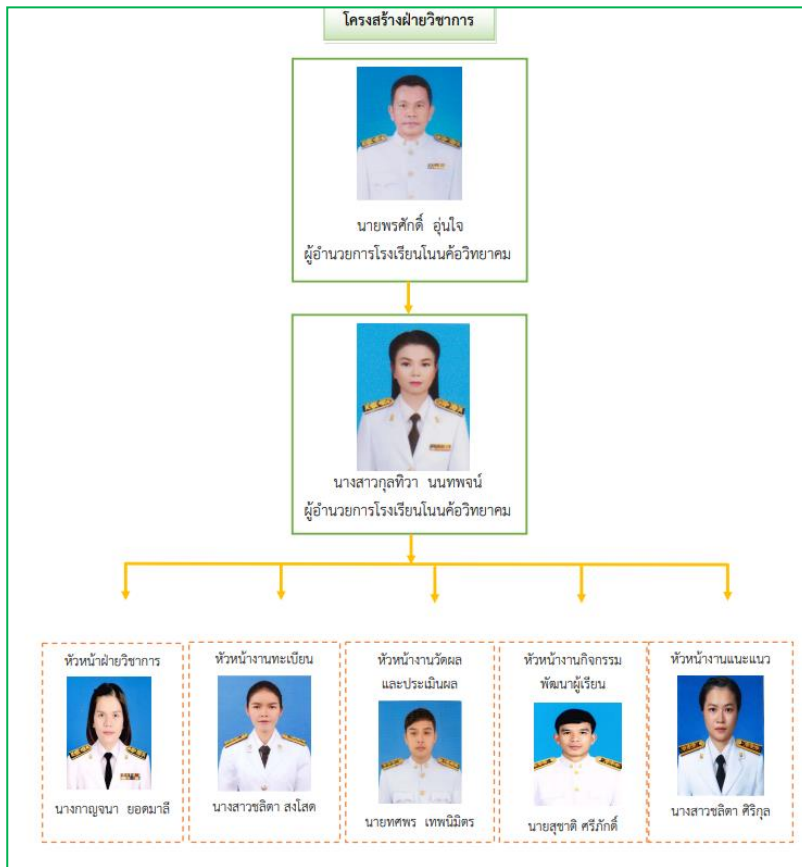 โครงสร้างฝ่ายวิชาการ
นายพรศักดิ์ อุ่นใจ
ผู้อำนวยการโรงเรียนโนนค้อวิทยาคม
นางสาวกุลทิวา นนทพจน์
ผู้อำนวยการโรงเรียนโนนค้อวิทยาคม
หัวหน้าฝ่ายวิชาการ
นางกาญจนา ยอดมาลี
หัวหน้างานทะเบียน
นางสาวชลิตา สงโสด
หัวหน้างานวัดผล
และประเมินผล
นายทศพร เทพนิมิตร
หัวหน้างานกิจกรรม
พัฒนาผู้เรียน
นายสุชาติ ศรีภักดิ์
หัวหน้างานแนะแนว
นางสาวชลิตา ศิริกุล